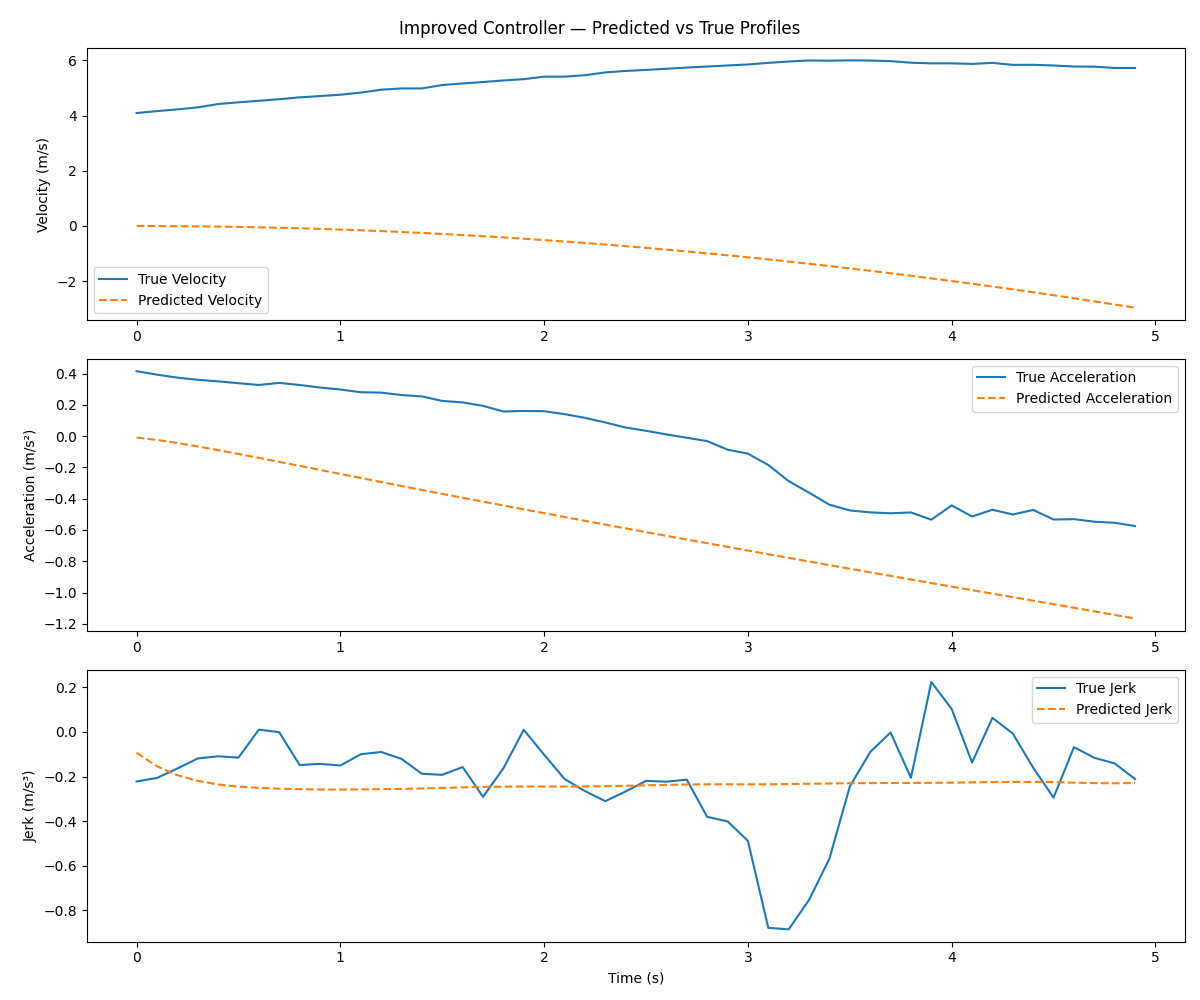 Improved Controller — Predicted vs True Profiles
6
4
2
0
−2
Velocity (m/s)
True Velocity
Predicted Velocity
0 1 2 3 4 5
0.4
0.2
0.0
−0.2
−0.4
−0.6
−0.8
−1.0
−1.2
Acceleration (m/s²)
True Acceleration
Predicted Acceleration
0 1 2 3 4 5
0.2
0.0
−0.2
−0.4
−0.6
−0.8
Jerk (m/s³)
True Jerk
Predicted Jerk
0 1 2 3 4 5
Time (s)